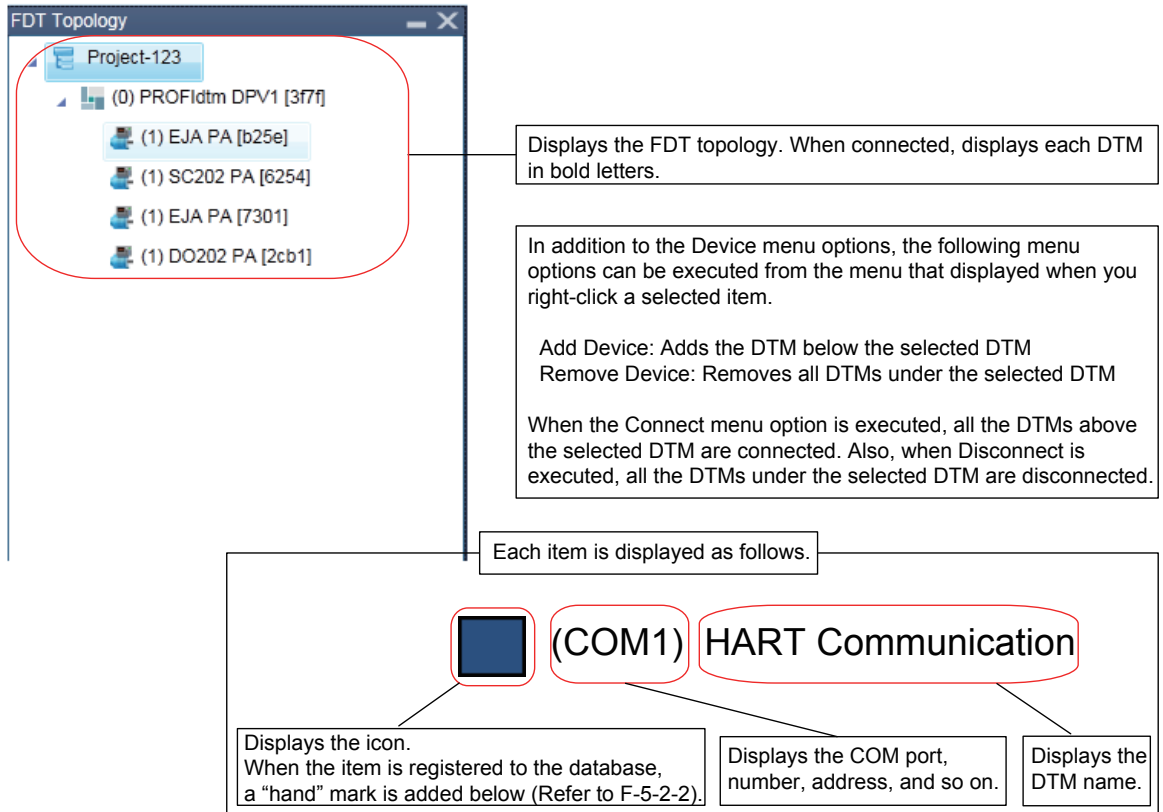 FDT Topology
Project-123
(0) PROFIdtm DPV1 [3f7f]
(1) EJA PA [b25e]
(1) SC202 PA [6254]
(1) EJA PA [7301]
(1) DO202 PA [2cb1]
Displays the FDT topology. When connected, displays each DTM
in bold letters.
In addition to the Device menu options, the following menu
options can be executed from the menu that displayed when you
right-click a selected item.
Add Device: Adds the DTM below the selected DTM
Remove Device: Removes all DTMs under the selected DTM
When the Connect menu option is executed, all the DTMs above
the selected DTM are connected. Also, when Disconnect is
executed, all the DTMs under the selected DTM are disconnected.
Each item is displayed as follows.
(COM1) HART Communication
Displays the icon.
When the item is registered to the database,
a “hand” mark is added below (Refer to F-5-2-2).
Displays the COM port,
number, address, and so on.
Displays the
DTM name.